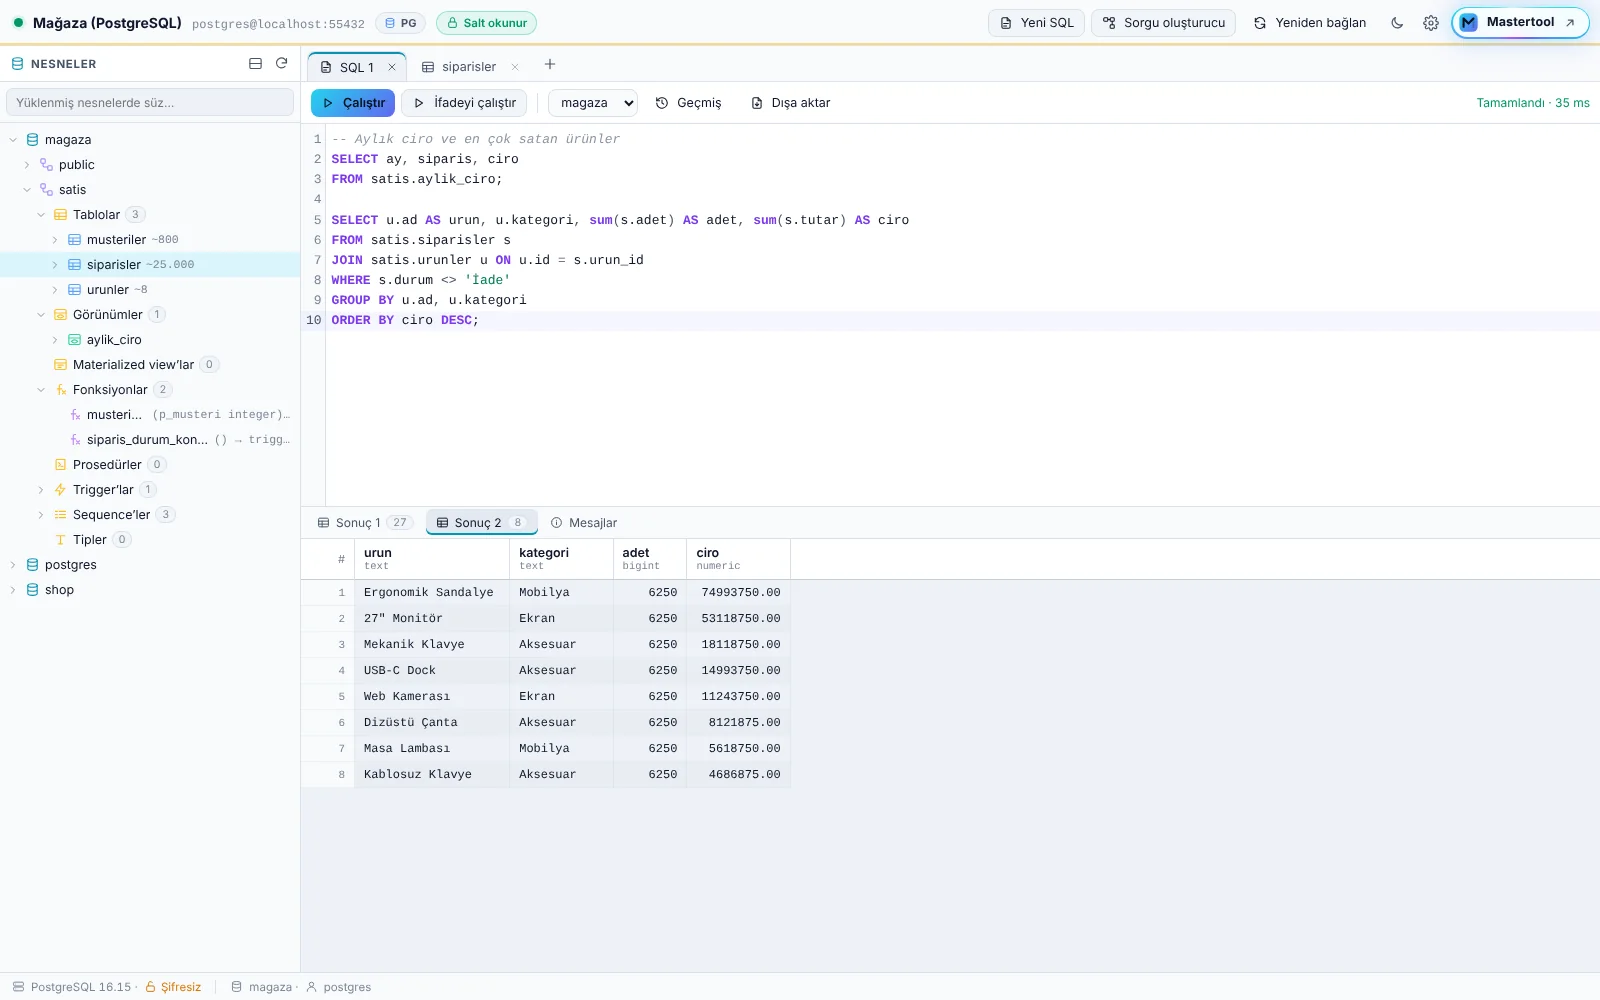 Mağaza (PostgreSQL) postgres@localhost:55432 PG Salt okunur Yeni SQL Sorgu oluşturucu Yeniden bağlan Mastertool
NESNELER
Yüklenmiş nesnelerde süz...
magaza
public
satis
Tablolar 3
musteriler ~800
siparisler ~25.000
urunler ~8
Görünümler 1
aylik_ciro
Materialized view'lar 0
Fonksiyonlar 2
musteri... (p_musteri integer)...
siparis_durum_kon... () → trigg...
Prosedürler 0
Trigger'lar 1
Sequence'ler 3
Tipler 0
postgres
shop
SQL 1 × siparisler × +
Çalıştır İfadeyi çalıştır magaza Geçmiş Dışa aktar Tamamlandı · 35 ms
1 -- Aylık ciro ve en çok satan ürünler
2 SELECT ay, siparis, ciro
3 FROM satis.aylik_ciro;
4
5 SELECT u.ad AS urun, u.kategori, sum(s.adet) AS adet, sum(s.tutar) AS ciro
6 FROM satis.siparisler s
7 JOIN satis.urunler u ON u.id = s.urun_id
8 WHERE s.durum <> 'İade'
9 GROUP BY u.ad, u.kategori
10 ORDER BY ciro DESC;
Sonuç 1 27 Sonuç 2 8 Mesajlar
# urun kategori adet ciro
text text bigint numeric
1 Ergonomik Sandalye Mobilya 6250 74993750.00
2 27" Monitör Ekran 6250 53118750.00
3 Mekanik Klavye Aksesuar 6250 18118750.00
4 USB-C Dock Aksesuar 6250 14993750.00
5 Web Kamerası Ekran 6250 11243750.00
6 Dizüstü Çanta Aksesuar 6250 8121875.00
7 Masa Lambası Mobilya 6250 5618750.00
8 Kablosuz Klavye Aksesuar 6250 4686875.00
PostgreSQL 16.15 · Şifresiz magaza · postgres